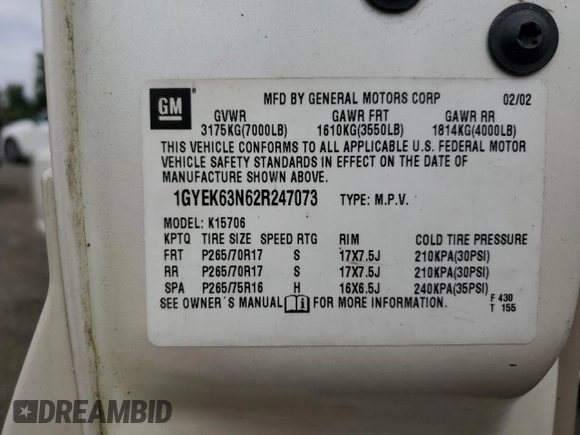 GM
MFD BY GENERAL MOTORS CORP 02/02
GVWR GAWR FRT GAWR RR
3175KG(7000LB) 1610KG(3550LB) 1814KG(4000LB)
THIS VEHICLE CONFORMS TO ALL APPLICABLE U.S. FEDERAL MOTOR
VEHICLE SAFETY STANDARDS IN EFFECT ON THE DATE OF
MANUFACTURE SHOWN ABOVE.
1GYEK63N62R247073 TYPE: M.P.V.
MODEL: K15706
KPTQ TIRE SIZE SPEED RTG RIM COLD TIRE PRESSURE
FRT P265/70R17 S 17X7.5J 210KPA(30PSI)
RR P265/70R17 S 17X7.5J 210KPA(30PSI)
SPA P265/75R16 H 16X6.5J 240KPA(35PSI)
SEE OWNER'S MANUAL FOR MORE INFORMATION.
F 430
T 155
DREAMBID